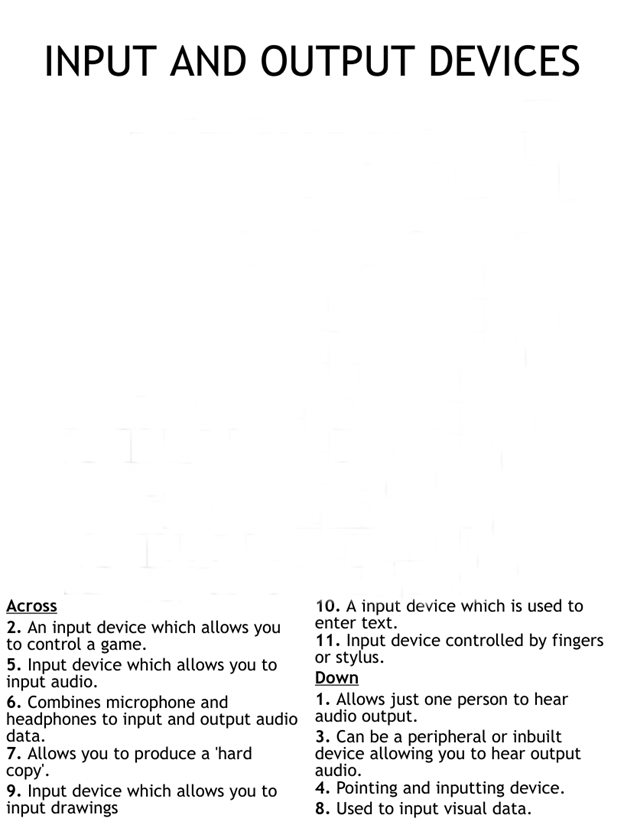 INPUT AND OUTPUT DEVICES
Across
2. An input device which allows you
to control a game.
5. Input device which allows you to
input audio.
6. Combines microphone and
headphones to input and output audio
data.
7. Allows you to produce a 'hard
copy'.
9. Input device which allows you to
input drawings
10. A input device which is used to
enter text.
11. Input device controlled by fingers
or stylus.
Down
1. Allows just one person to hear
audio output.
3. Can be a peripheral or inbuilt
device allowing you to hear output
audio.
4. Pointing and inputting device.
8. Used to input visual data.